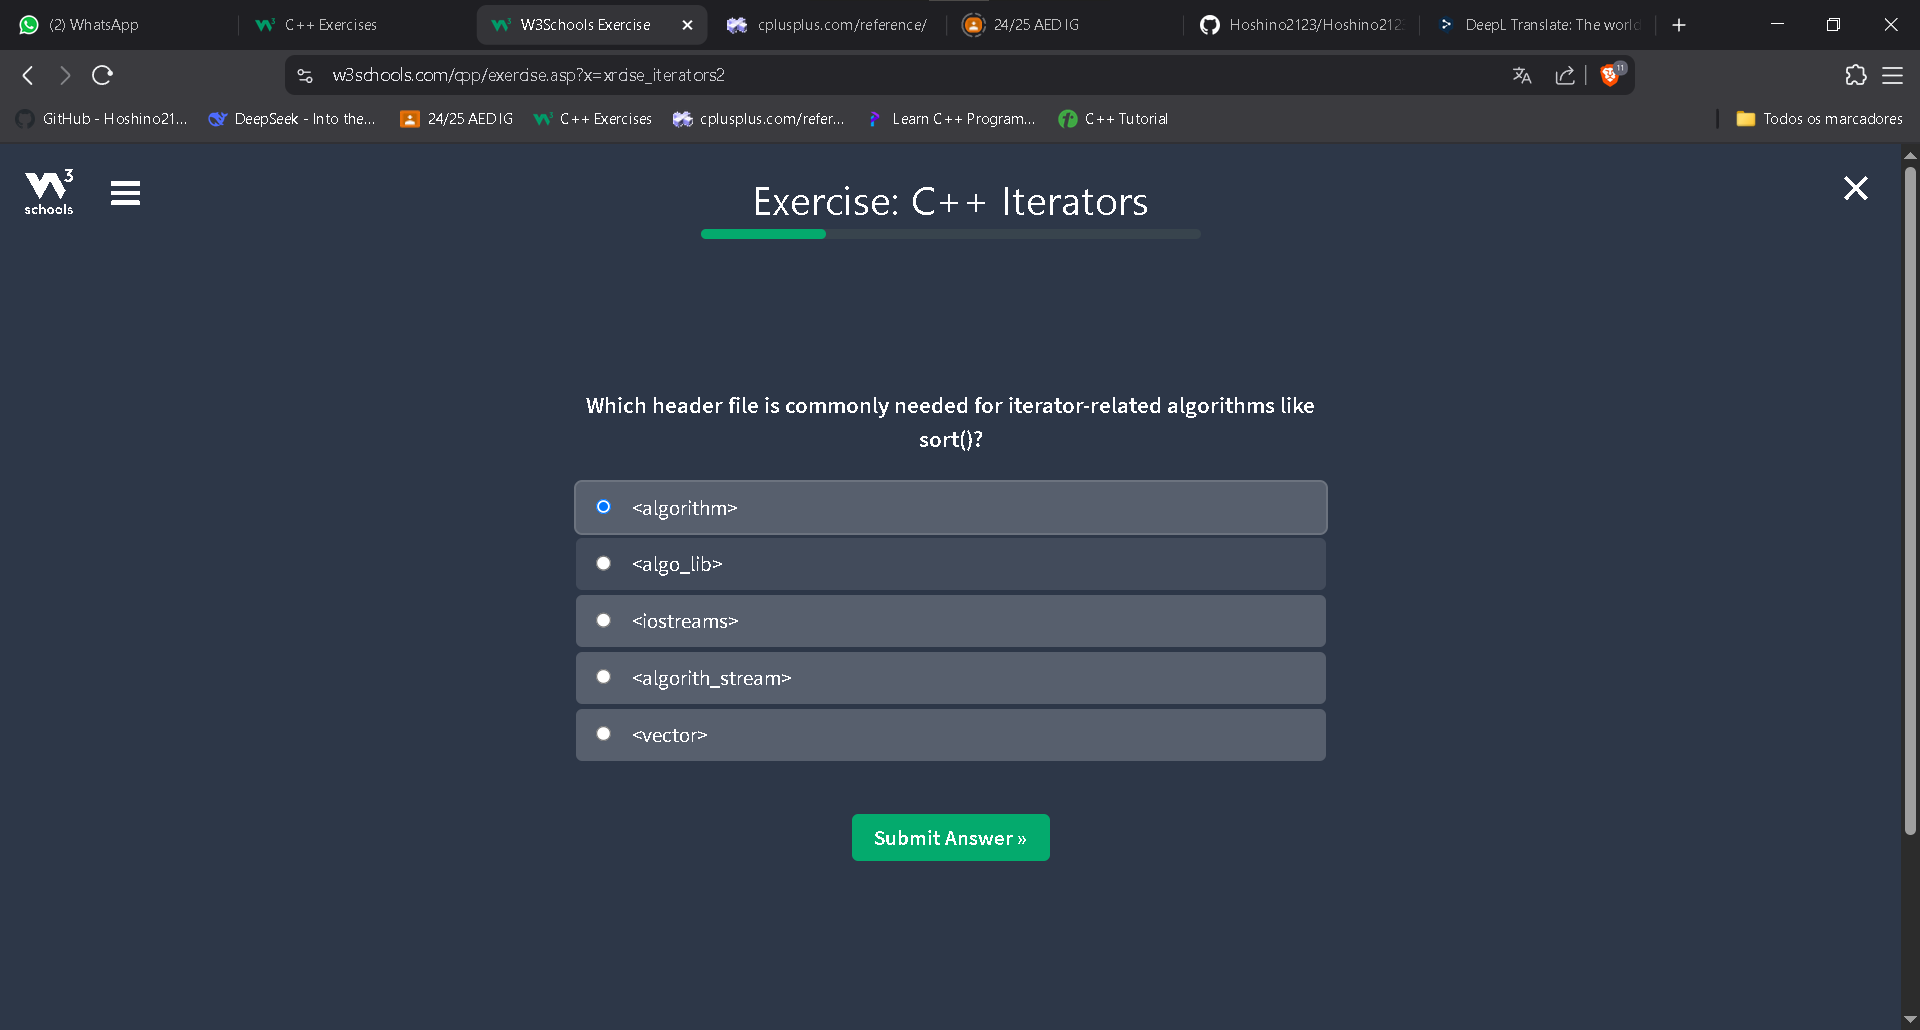 (2) WhatsApp
C++ Exercises
W3Schools Exercise
cplusplus.com/reference/
24/25 AED IG
Hoshino2123/Hoshino212
DeepL Translate: The world
w3schools.com/cpp/exercise.asp?x=xrcise_iterators2
11
GitHub - Hoshino21...
DeepSeek - Into the...
24/25 AED IG
C++ Exercises
cplusplus.com/refer...
Learn C++ Program...
C++ Tutorial
Todos os marcadores
3
schools
Exercise: C++ Iterators
Which header file is commonly needed for iterator-related algorithms like
sort()?
<algorithm>
<algo_lib>
<iostreams>
<algorith_stream>
<vector>
Submit Answer »